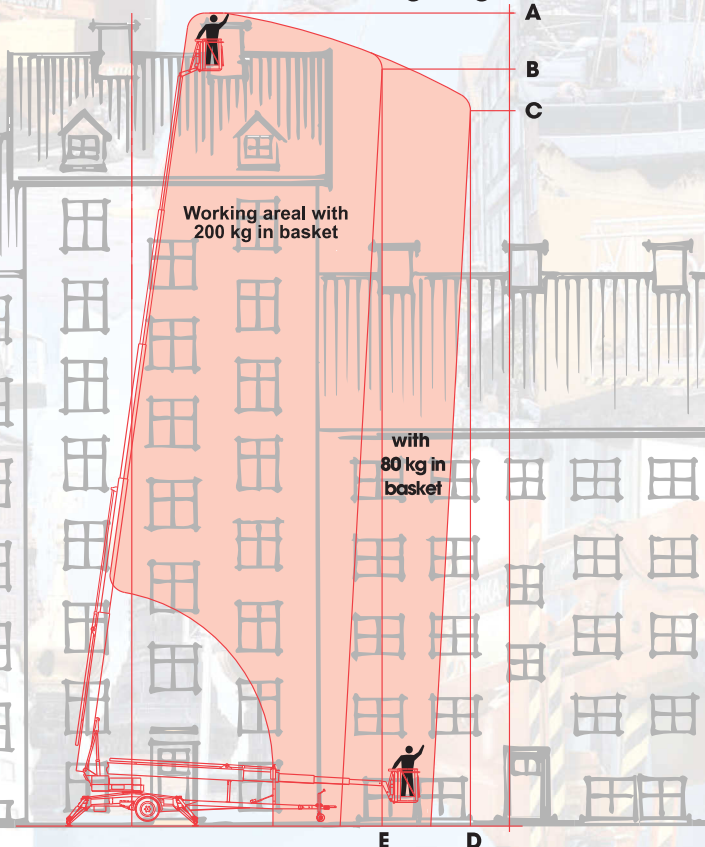 A
B
C
Working areal with
200 kg in basket
with
80 kg in
basket
E
D